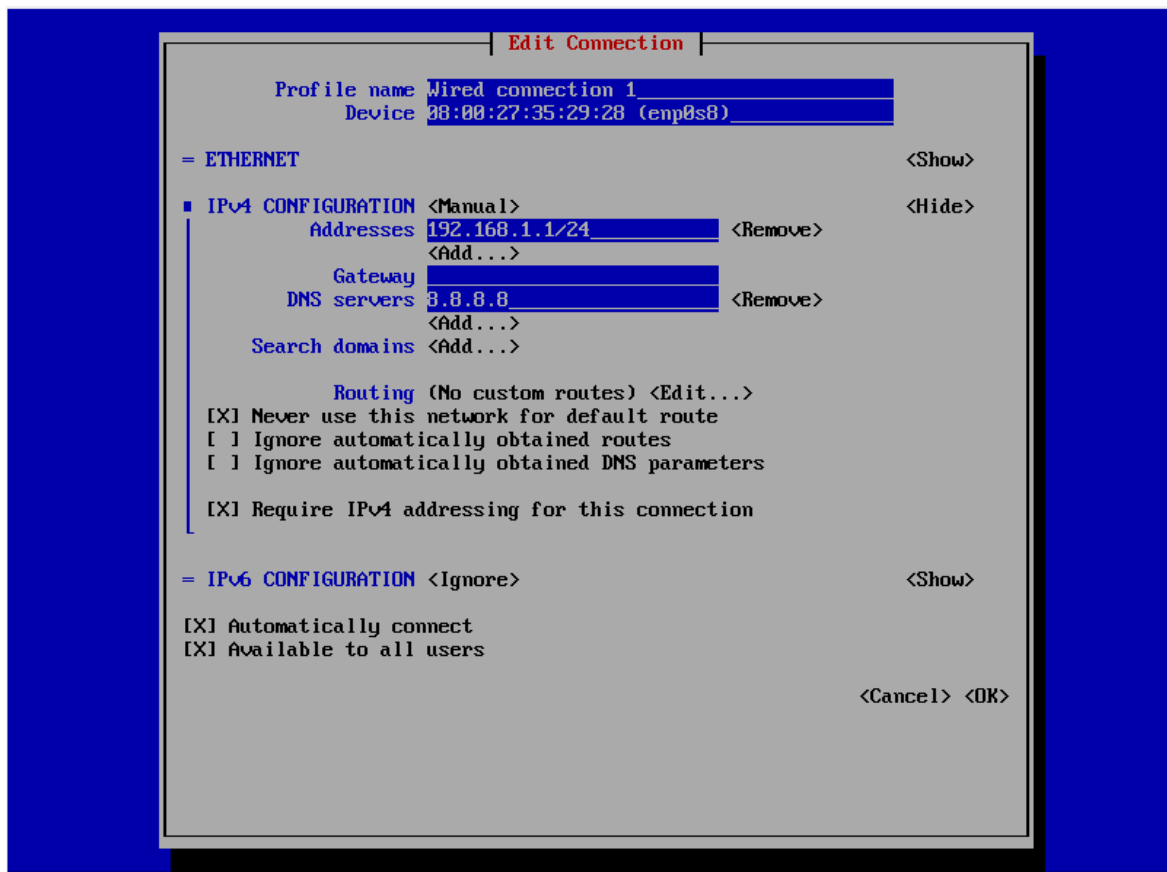 Edit Connection
Profile name Wired connection 1
Device 08:00:27:35:29:28 (enp0s8)
= ETHERNET <Show>
IPv4 CONFIGURATION <Manual> <Hide>
Addresses 192.168.1.1/24 <Remove>
<Add...>
Gateway
DNS servers 8.8.8.8 <Remove>
<Add...>
Search domains <Add...>
Routing (No custom routes) <Edit...>
[X] Never use this network for default route
[ ] Ignore automatically obtained routes
[ ] Ignore automatically obtained DNS parameters
[X] Require IPv4 addressing for this connection
= IPv6 CONFIGURATION <Ignore> <Show>
[X] Automatically connect
[X] Available to all users
<Cancel> <OK>